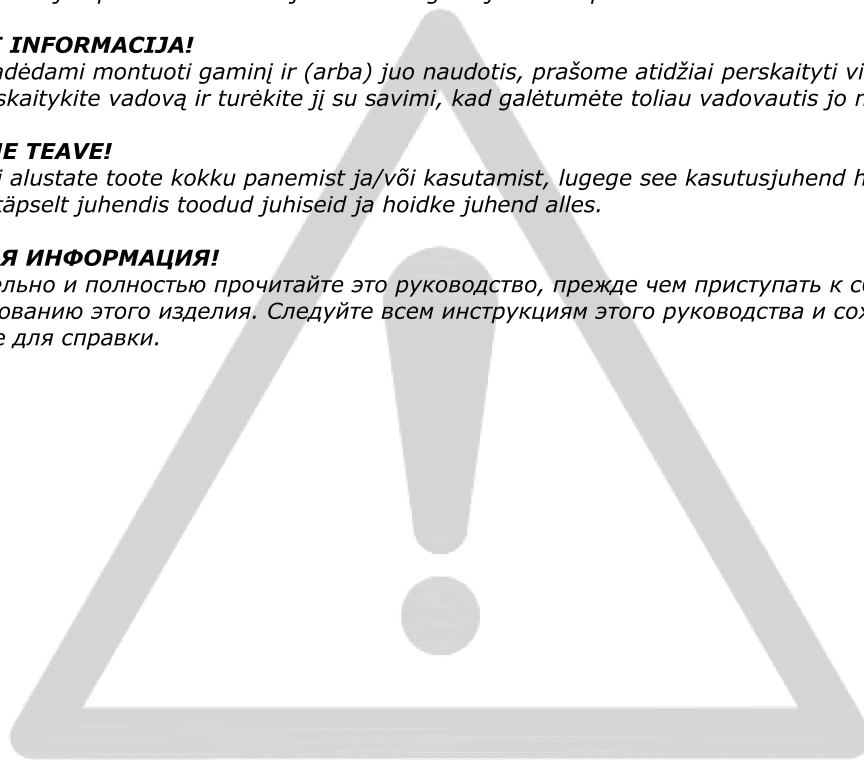 INFORMACIJA!
adėdami montuoti gaminį ir (arba) juo naudotis, prašome atidžiai perskaityti vi
skaitykite vadovą ir turėkite jį su savimi, kad galėtumėte toliau vadovautis jo
E TEAVE!
i alustate toote kokku panemist ja/või kasutamist, lugege see kasutusjuhend h
täpselt juhendis toodud juhiseid ja hoidke juhend alles.
Я ИНФОРМАЦИЯ!
ельно и полностью прочитайте это руководство, прежде чем приступать к
ованию этого изделия. Следуйте всем инструкциям этого руководства и сох
е для справки.